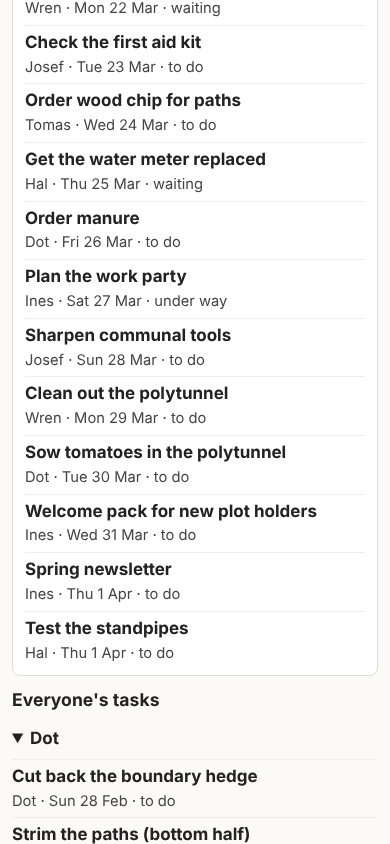 Wren · Mon 22 Mar · waiting
Check the first aid kit
Josef · Tue 23 Mar · to do
Order wood chip for paths
Tomas · Wed 24 Mar · to do
Get the water meter replaced
Hal · Thu 25 Mar · waiting
Order manure
Dot · Fri 26 Mar · to do
Plan the work party
Ines · Sat 27 Mar · under way
Sharpen communal tools
Josef · Sun 28 Mar · to do
Clean out the polytunnel
Wren · Mon 29 Mar · to do
Sow tomatoes in the polytunnel
Dot · Tue 30 Mar · to do
Welcome pack for new plot holders
Ines · Wed 31 Mar · to do
Spring newsletter
Ines · Thu 1 Apr · to do
Test the standpipes
Hal · Thu 1 Apr · to do
Everyone's tasks
▼ Dot
Cut back the boundary hedge
Dot · Sun 28 Feb · to do
Strim the paths (bottom half)